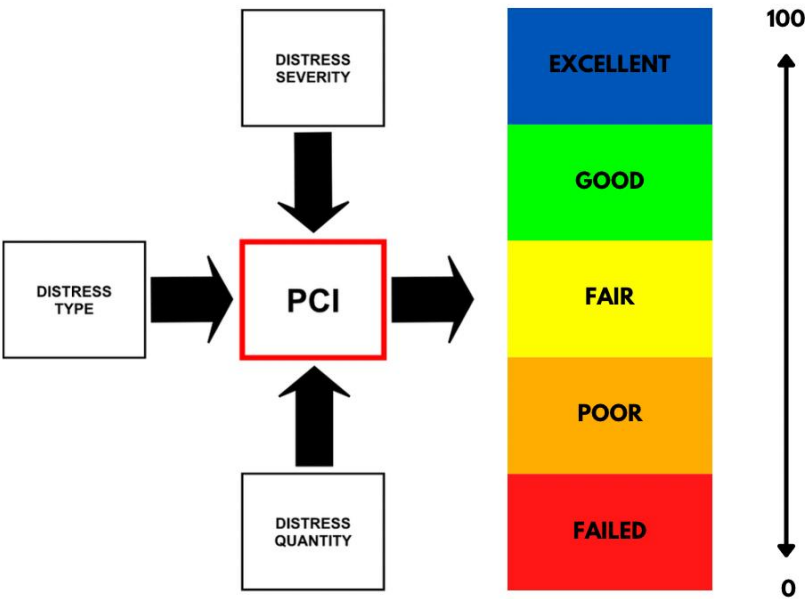 DISTRESS
SEVERITY
DISTRESS
TYPE
PCI
DISTRESS
QUANTITY
EXCELLENT
GOOD
FAIR
POOR
FAILED
100
0